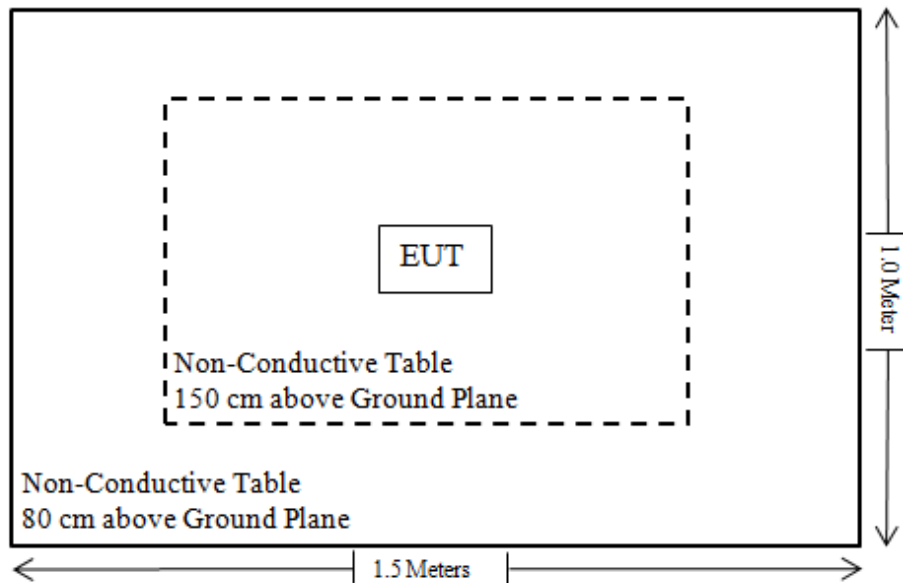 EUT
Non-Conductive Table
150 cm above Ground Plane
Non-Conductive Table
80 cm above Ground Plane
1.0 Meter
1.5 Meters